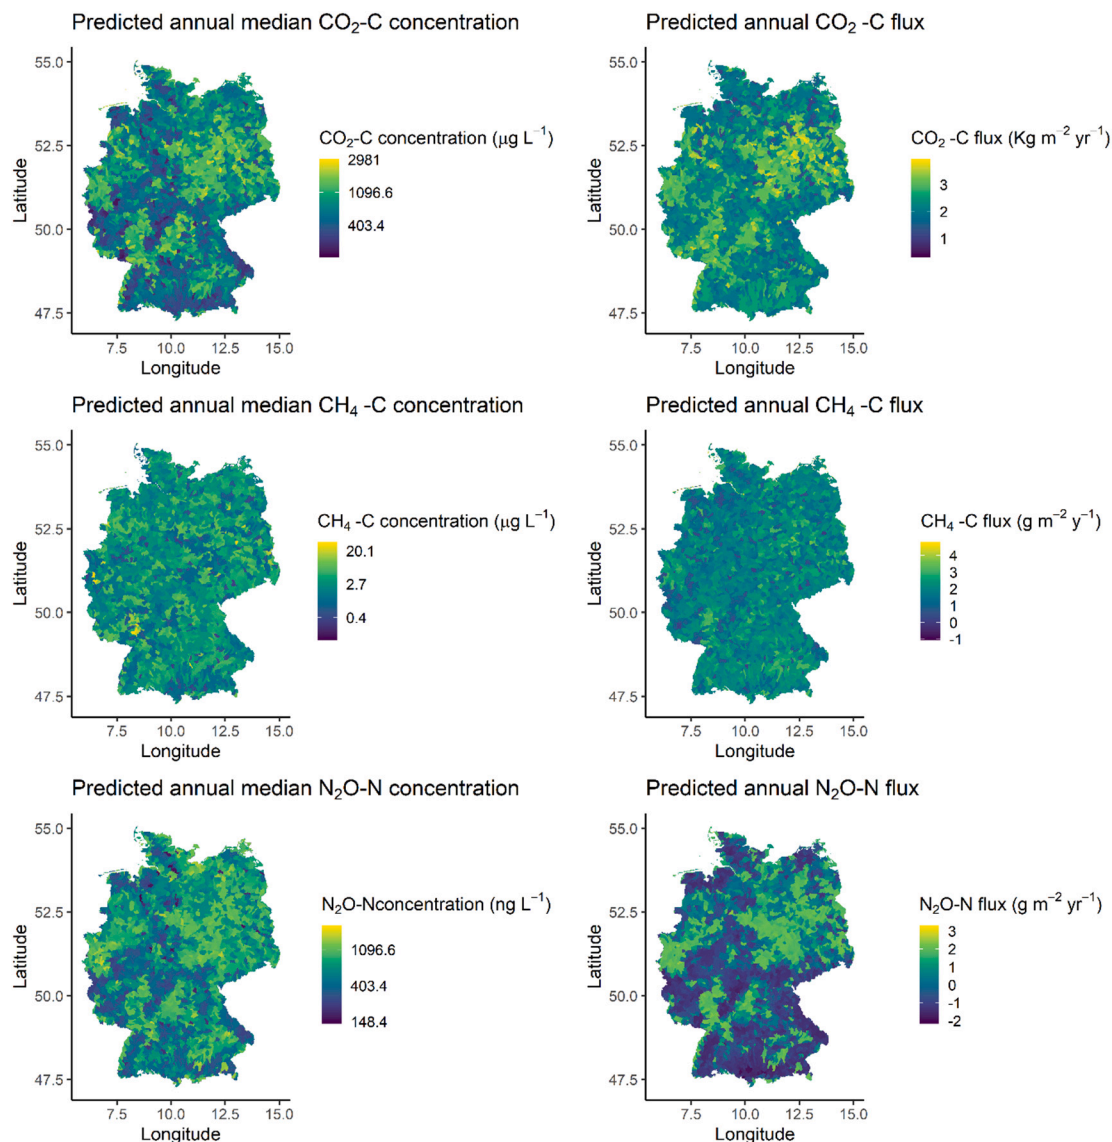 Predicted annual median CO₂-C concentration
55.0
52.5
50.0
47.5
Latitude
7.5 10.0 12.5 15.0
Longitude
CO₂-C concentration (μg L⁻¹)
2981
1096.6
403.4
Predicted annual CO₂ -C flux
55.0
52.5
50.0
47.5
Latitude
7.5 10.0 12.5 15.0
Longitude
CO₂ -C flux (Kg m⁻² yr⁻¹)
3
2
1
Predicted annual median CH₄ -C concentration
55.0
52.5
50.0
47.5
Latitude
7.5 10.0 12.5 15.0
Longitude
CH₄ -C concentration (μg L⁻¹)
20.1
2.7
0.4
Predicted annual CH₄ -C flux
55.0
52.5
50.0
47.5
Latitude
7.5 10.0 12.5 15.0
Longitude
CH₄ -C flux (g m⁻² y⁻¹)
4
3
2
1
0
-1
Predicted annual median N₂O-N concentration
55.0
52.5
50.0
47.5
Latitude
7.5 10.0 12.5 15.0
Longitude
N₂O-Nconcentration (ng L⁻¹)
1096.6
403.4
148.4
Predicted annual N₂O-N flux
55.0
52.5
50.0
47.5
Latitude
7.5 10.0 12.5 15.0
Longitude
N₂O-N flux (g m⁻² yr⁻¹)
3
2
1
0
-1
-2